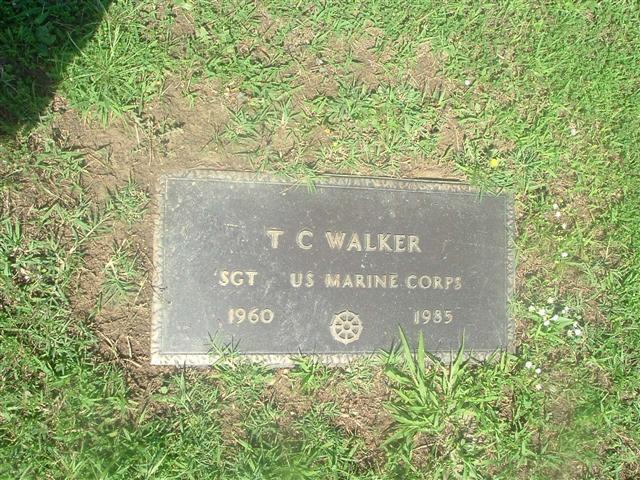 T C WALKER
SGT US MARINE CORPS
1960 1985